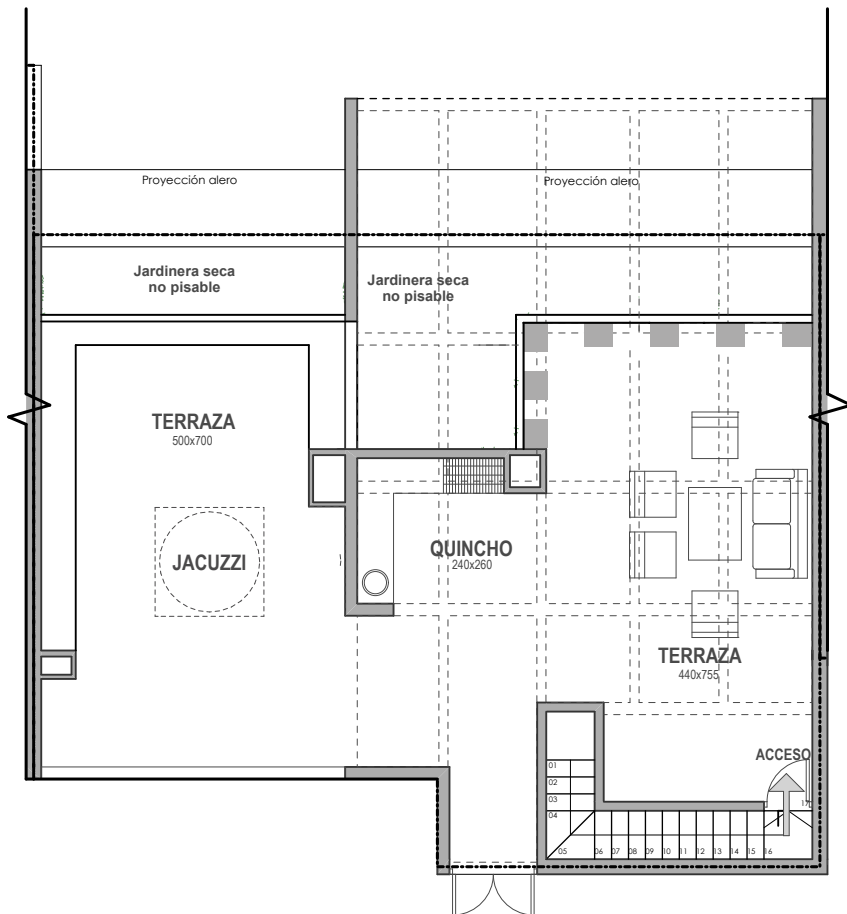 Proyección alero
Proyección alero
Jardinera seca
no pisable
Jardinera seca
no pisable
TERRAZA
500x700
JACUZZI
QUINCHO
240x260
TERRAZA
440x755
ACCESO
01
02
03
04
05
06
07
08
09
10
11
12
13
14
15
16
17